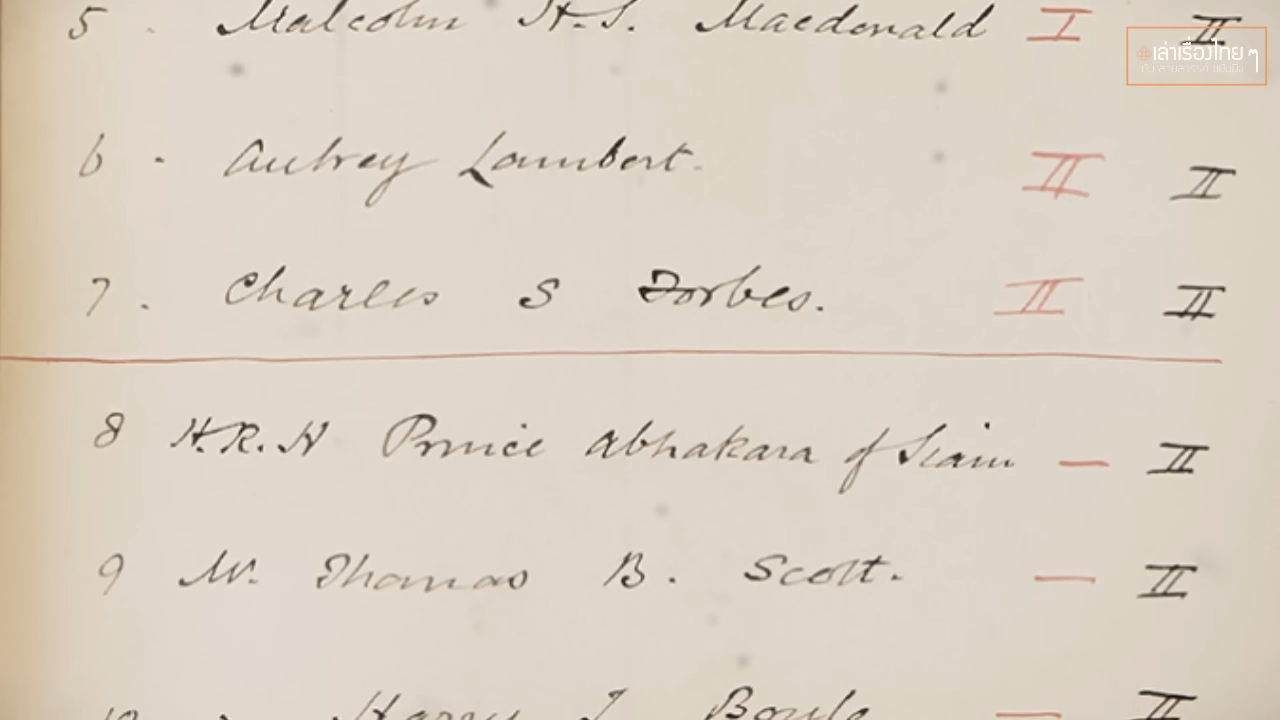 5 . Malcolm H.S. Macdonald I II
เล่าเรื่องไทย ๆ
6 . Aubrey Lambert. II II
7 . Charles S Forbes. II II
8 H.R.H Prince Abhakara of Siam — II
9 Mr. Thomas B. Scott. — II
10 . Harry J. Boyle — II